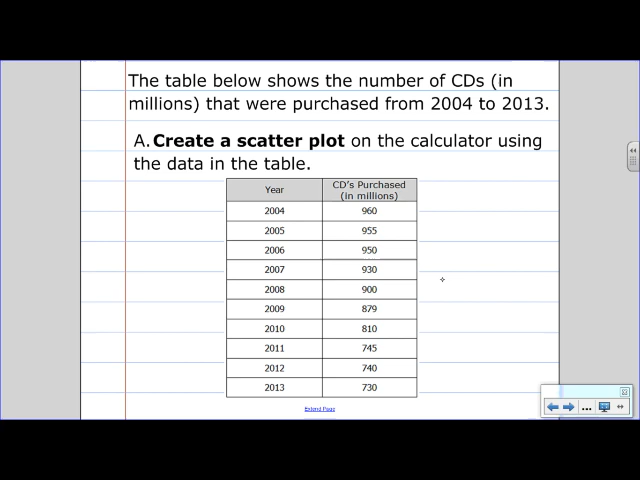 The table below shows the number of CDs (in
millions) that were purchased from 2004 to 2013.
A. Create a scatter plot on the calculator using
the data in the table.
Year CD's Purchased
(in millions)
2004 960
2005 955
2006 950
2007 930
2008 900
2009 879
2010 810
2011 745
2012 740
2013 730
Extend Page